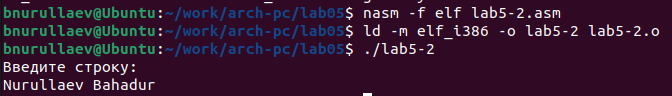 bnurullaev@Ubuntu:~/work/arch-pc/lab05$ nasm -f elf lab5-2.asm
bnurullaev@Ubuntu:~/work/arch-pc/lab05$ ld -m elf_i386 -o lab5-2 lab5-2.o
bnurullaev@Ubuntu:~/work/arch-pc/lab05$ ./lab5-2
Введите строку:
Nurullaev Bahadur